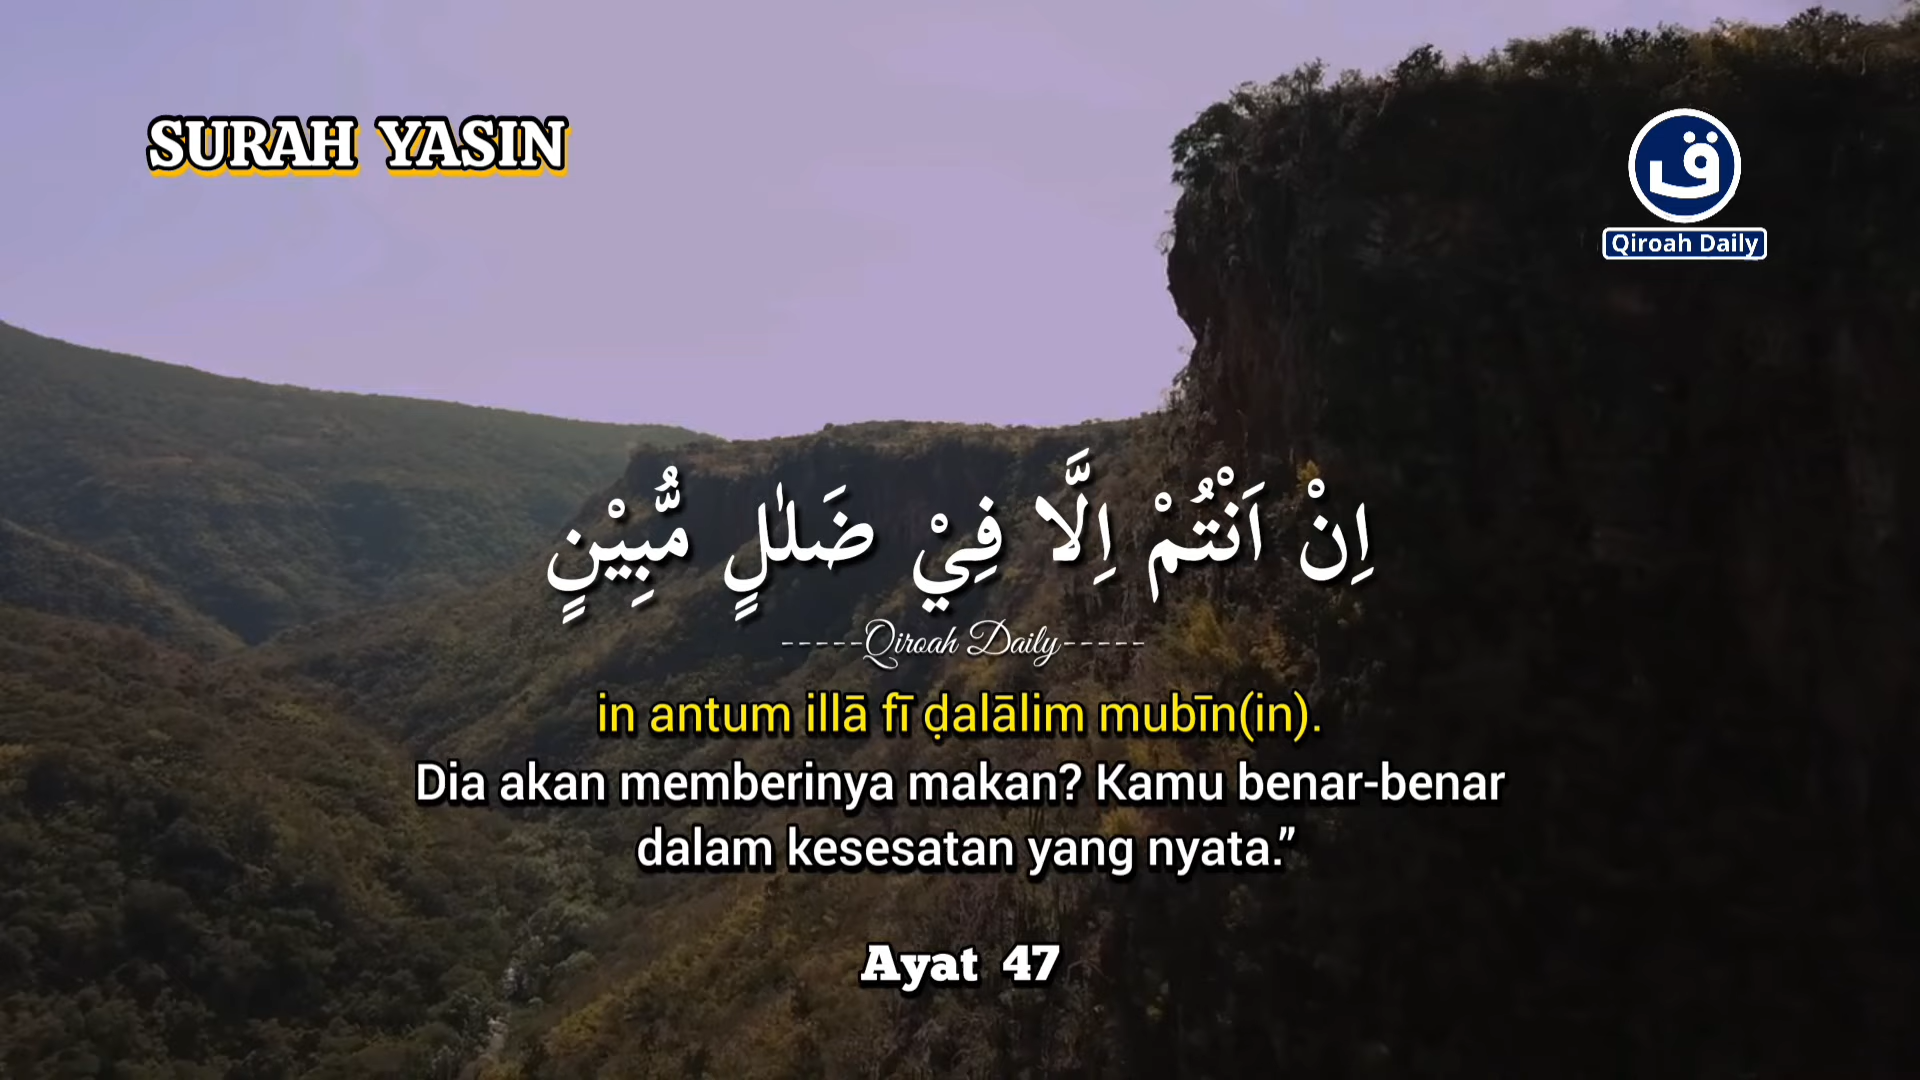 SURAH YASIN
ق
Qiroah Daily
اِنْ اَنْتُمْ اِلَّا فِيْ ضَلٰلٍ مُّبِيْنٍ
-----Qiroah Daily-----
in antum illā fī ḍalālim mubīn(in).
Dia akan memberinya makan? Kamu benar-benar
dalam kesesatan yang nyata.”
Ayat 47